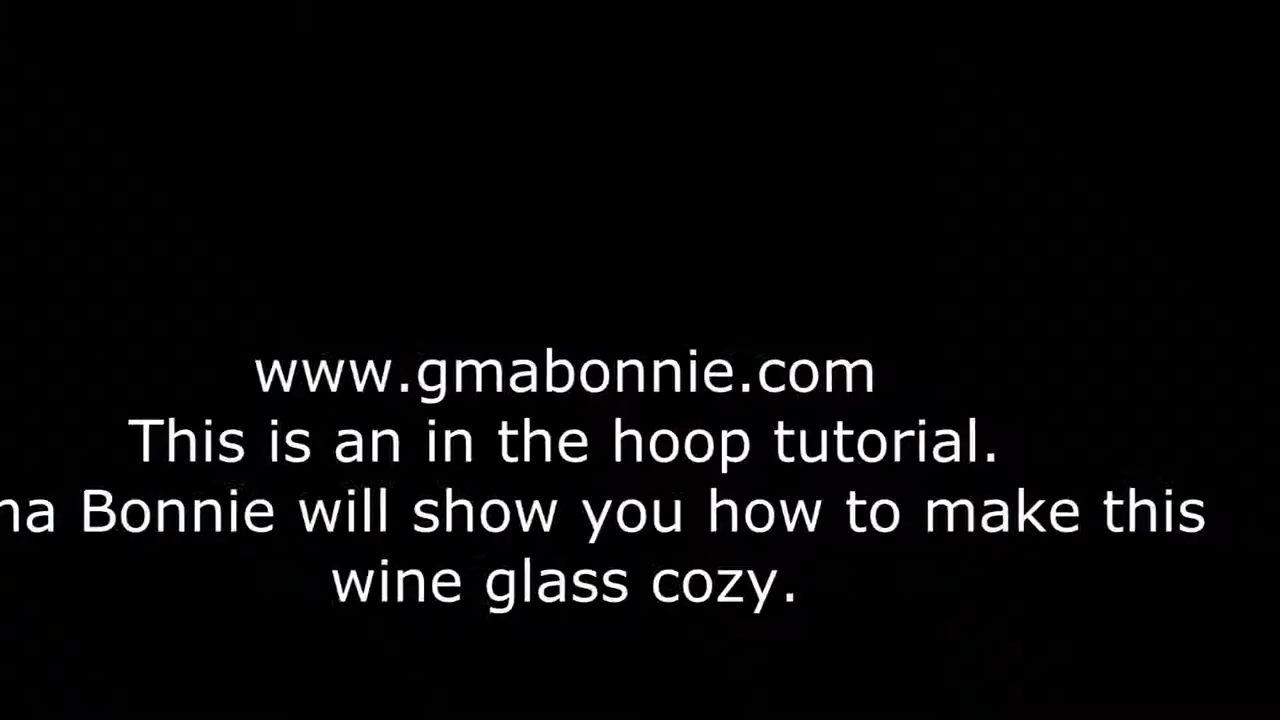 www.gmabonnie.com
This is an in the hoop tutorial.
Bonnie will show you how to make this
wine glass cozy.